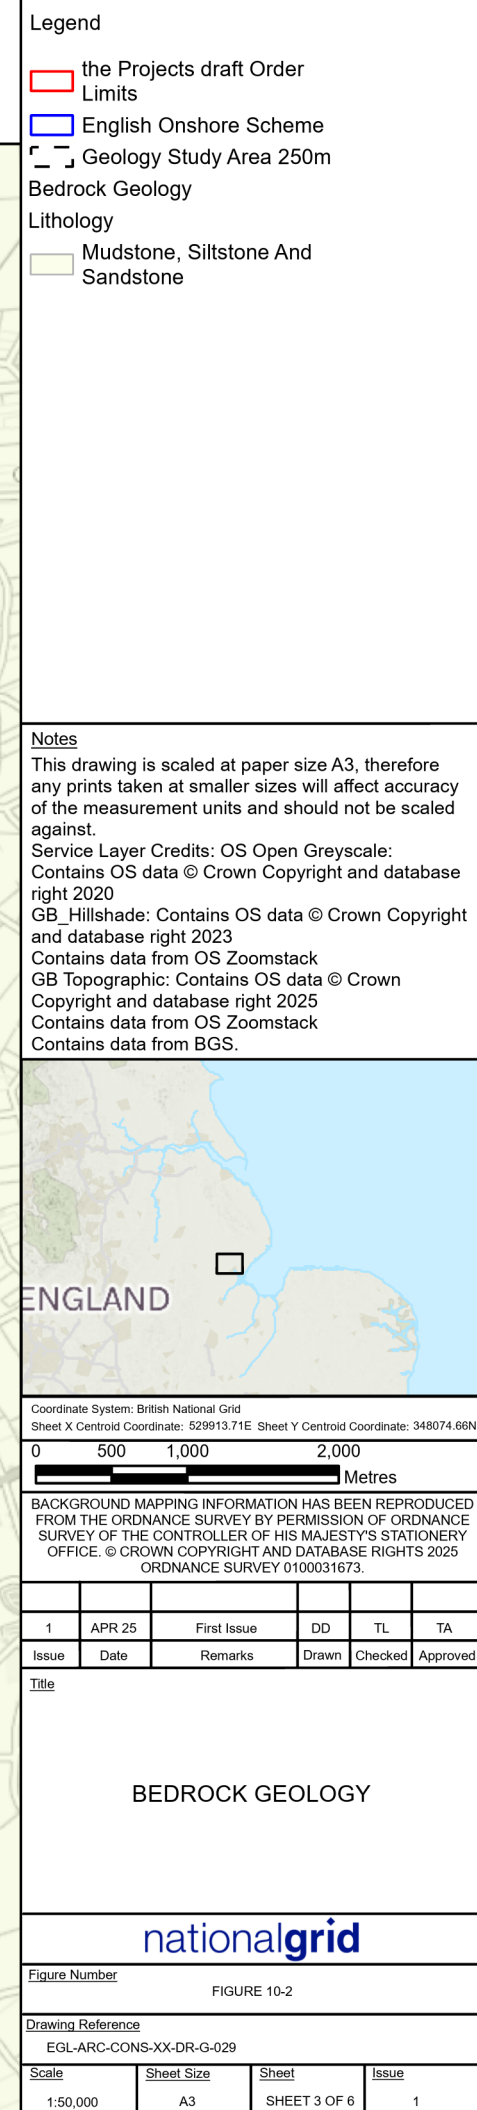 Legend
the Projects draft Order
Limits
English Onshore Scheme
Geology Study Area 250m
Bedrock Geology
Lithology
Mudstone, Siltstone And
Sandstone
Notes
This drawing is scaled at paper size A3, therefore
any prints taken at smaller sizes will affect accuracy
of the measurement units and should not be scaled
against.
Service Layer Credits: OS Open Greyscale:
Contains OS data © Crown Copyright and database
right 2020
GB_Hillshade: Contains OS data © Crown Copyright
and database right 2023
Contains data from OS Zoomstack
GB Topographic: Contains OS data © Crown
Copyright and database right 2025
Contains data from OS Zoomstack
Contains data from BGS.
ENGLAND
Coordinate System: British National Grid
Sheet X Centroid Coordinate: 529913.71E Sheet Y Centroid Coordinate: 348074.66N
0 500 1,000 2,000
Metres
BACKGROUND MAPPING INFORMATION HAS BEEN REPRODUCED
FROM THE ORDNANCE SURVEY BY PERMISSION OF ORDNANCE
SURVEY OF THE CONTROLLER OF HIS MAJESTY'S STATIONERY
OFFICE. © CROWN COPYRIGHT AND DATABASE RIGHTS 2025
ORDNANCE SURVEY 0100031673.
1 APR 25 First Issue DD TL TA
Issue Date Remarks Drawn Checked Approved
Title
BEDROCK GEOLOGY
nationalgrid
Figure Number
FIGURE 10-2
Drawing Reference
EGL-ARC-CONS-XX-DR-G-029
Scale Sheet Size Sheet Issue
1:50,000 A3 SHEET 3 OF 6 1